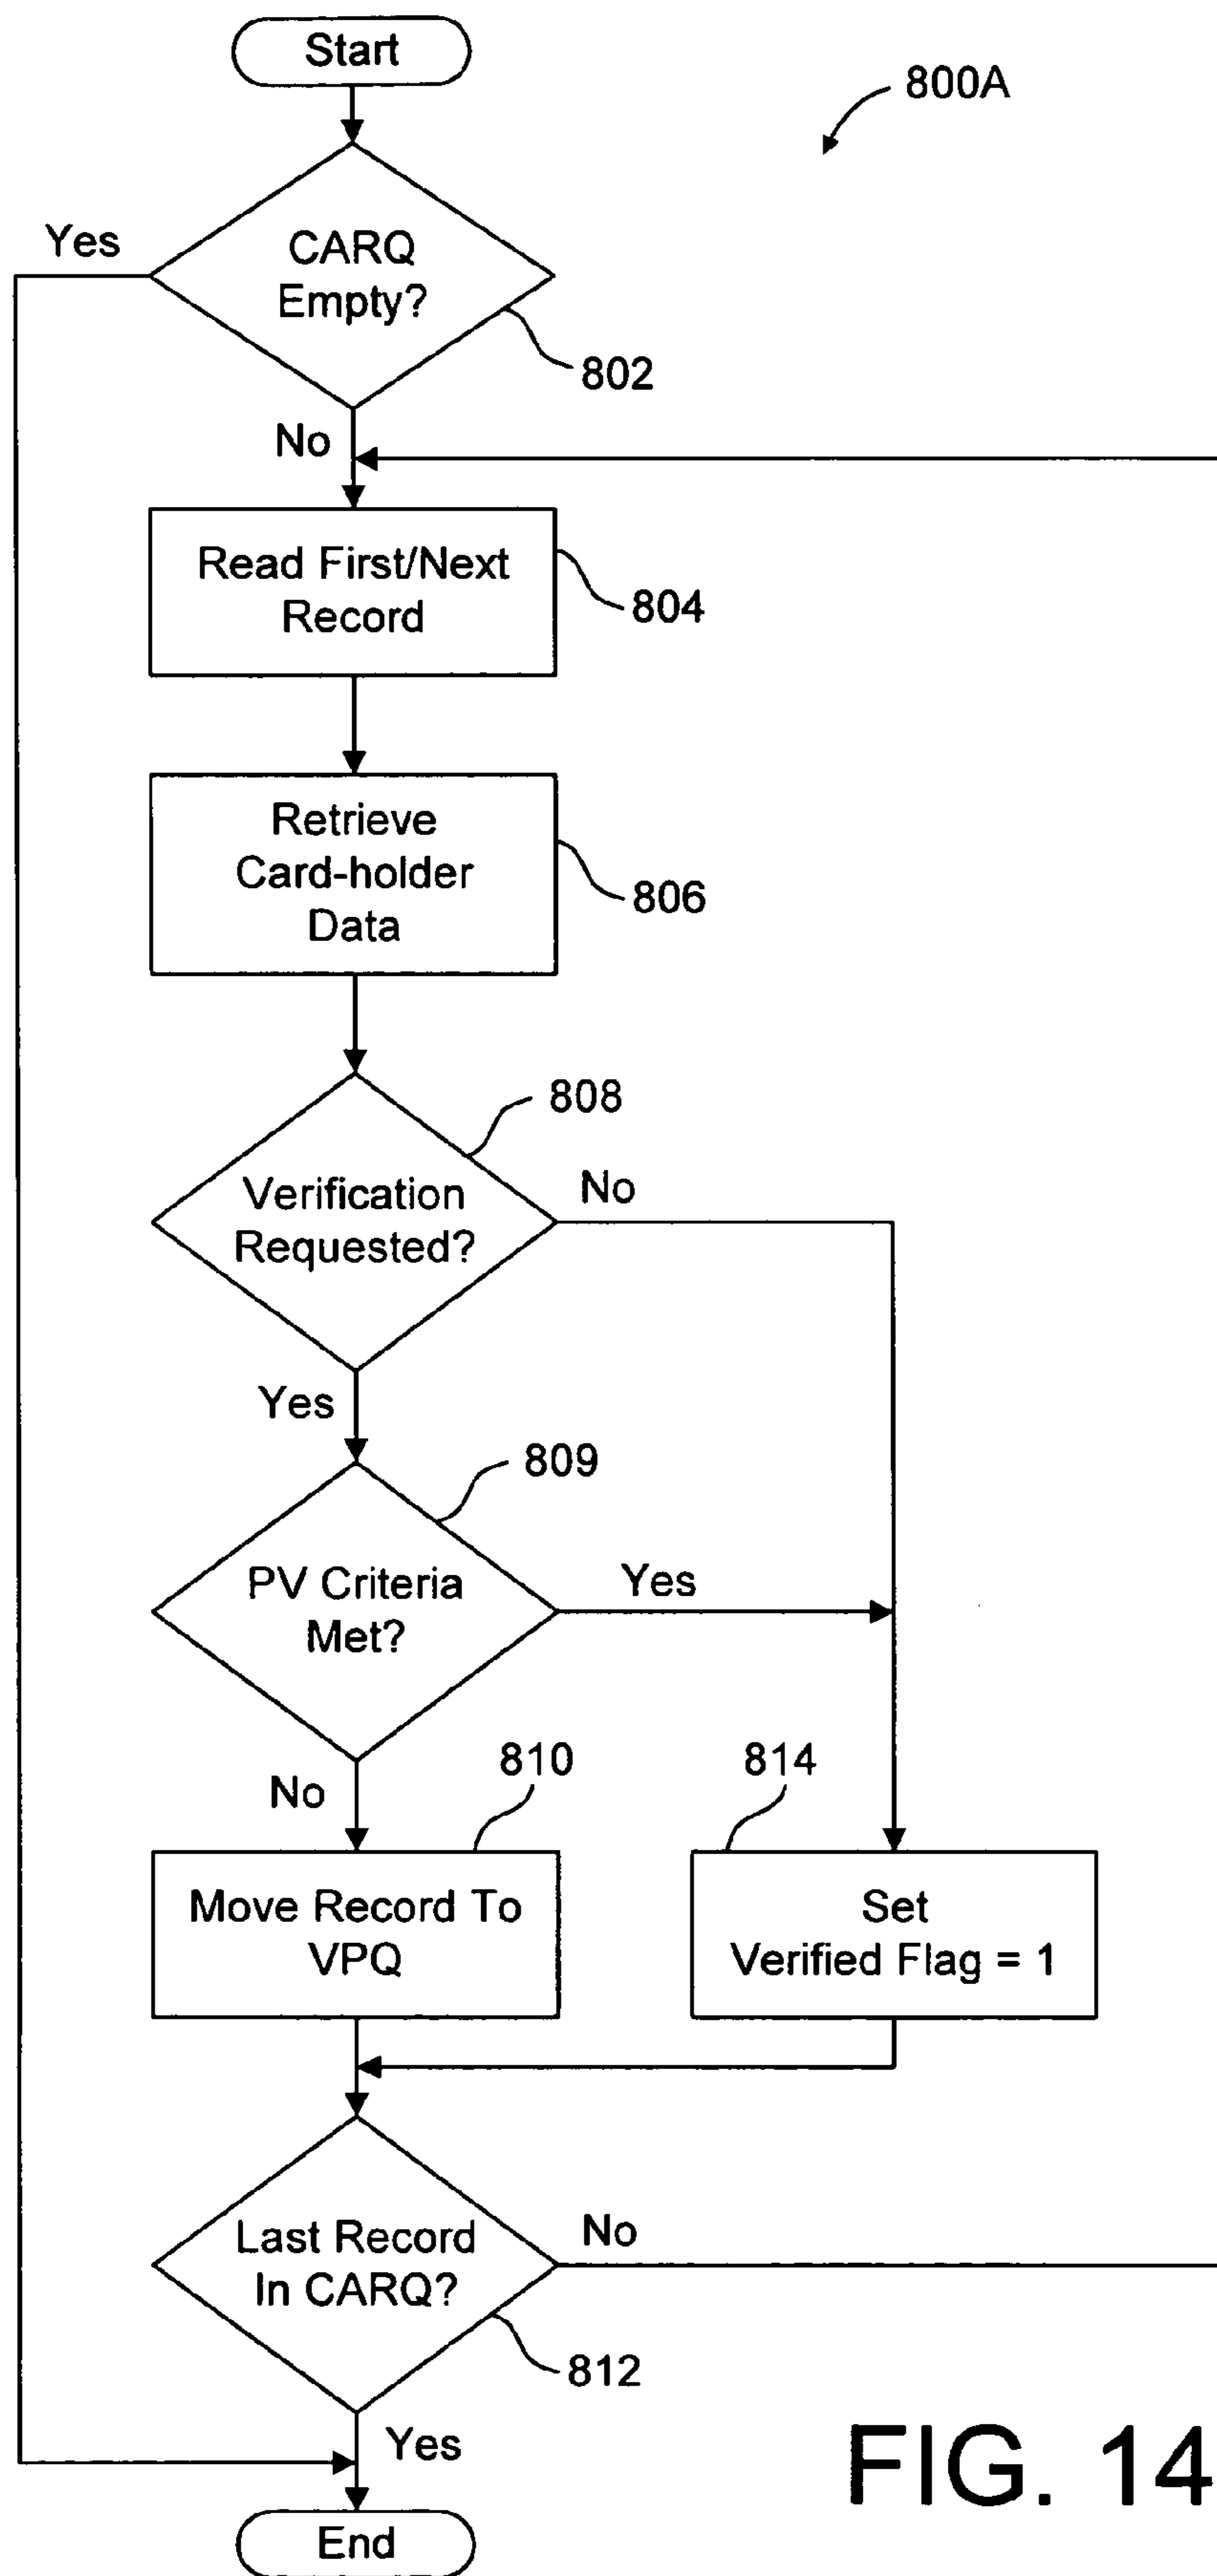 Start
800A
Yes
CARQ
Empty?
802
No
Read First/Next
Record
804
Retrieve
Card-holder
Data
806
808
Verification
Requested?
No
Yes
809
PV Criteria
Met?
Yes
No
810
814
Move Record To
VPQ
Set
Verified Flag = 1
Last Record
In CARQ?
No
812
Yes
End
FIG. 14